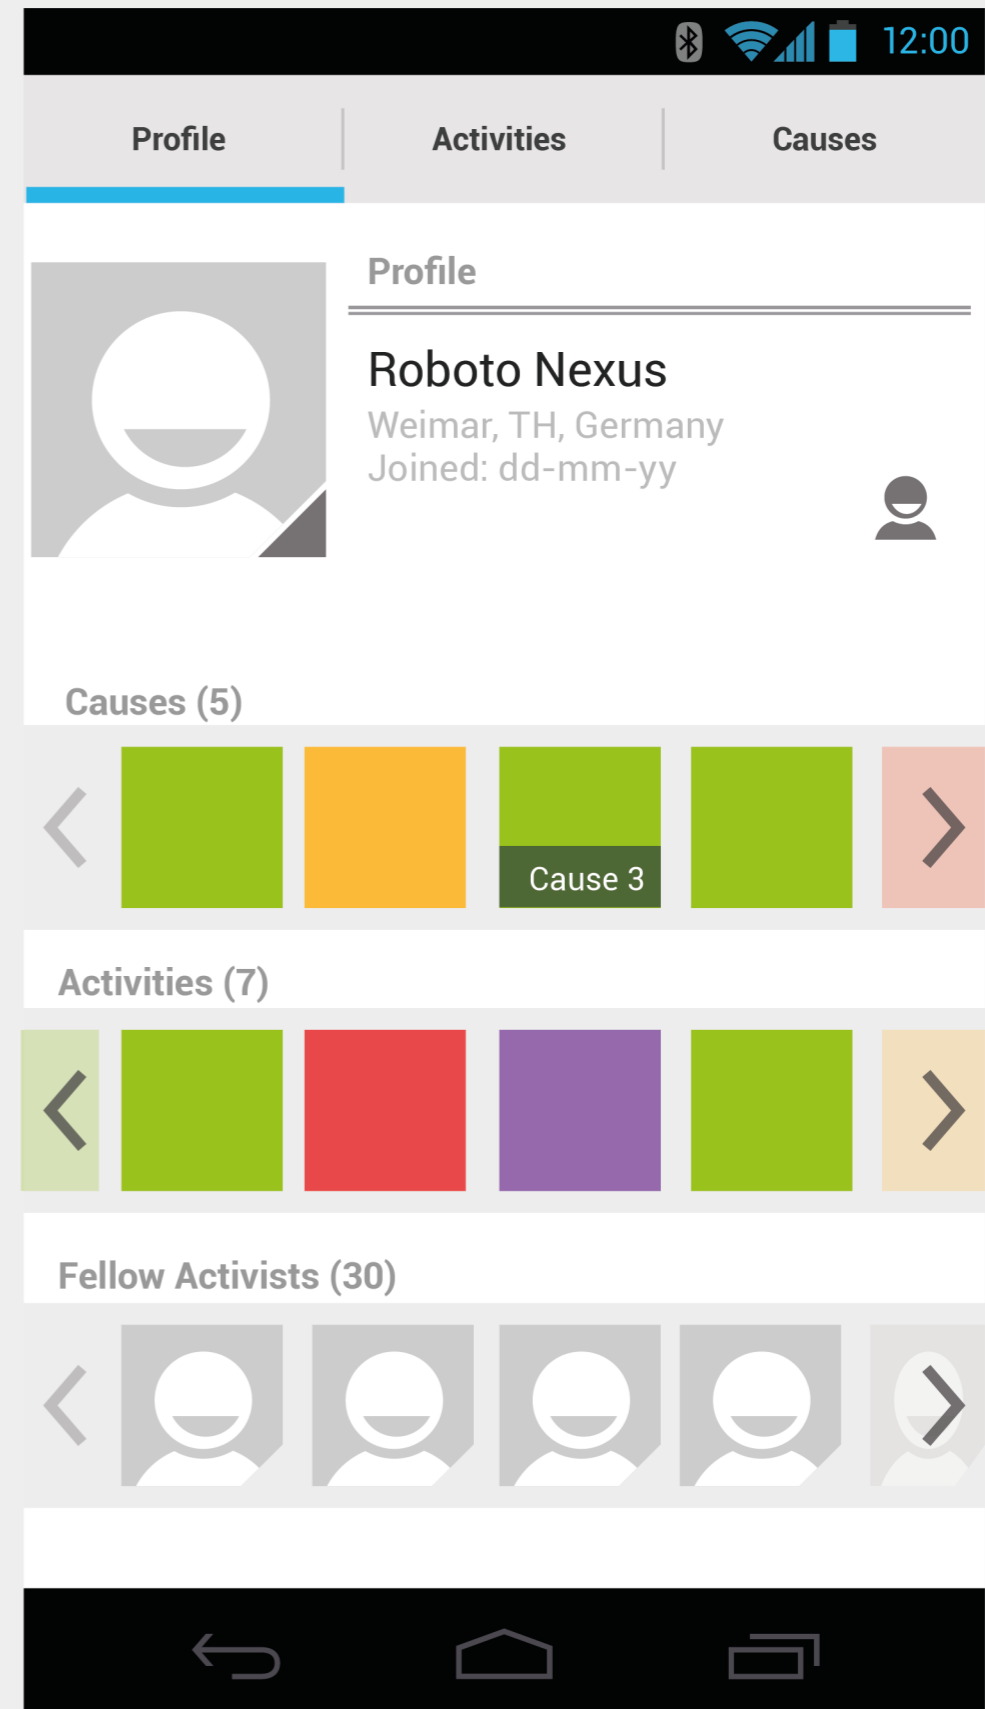 12:00
Profile
Activities
Causes
Profile
Roboto Nexus
Weimar, TH, Germany
Joined: dd-mm-yy
Causes (5)
Cause 3
Activities (7)
Fellow Activists (30)